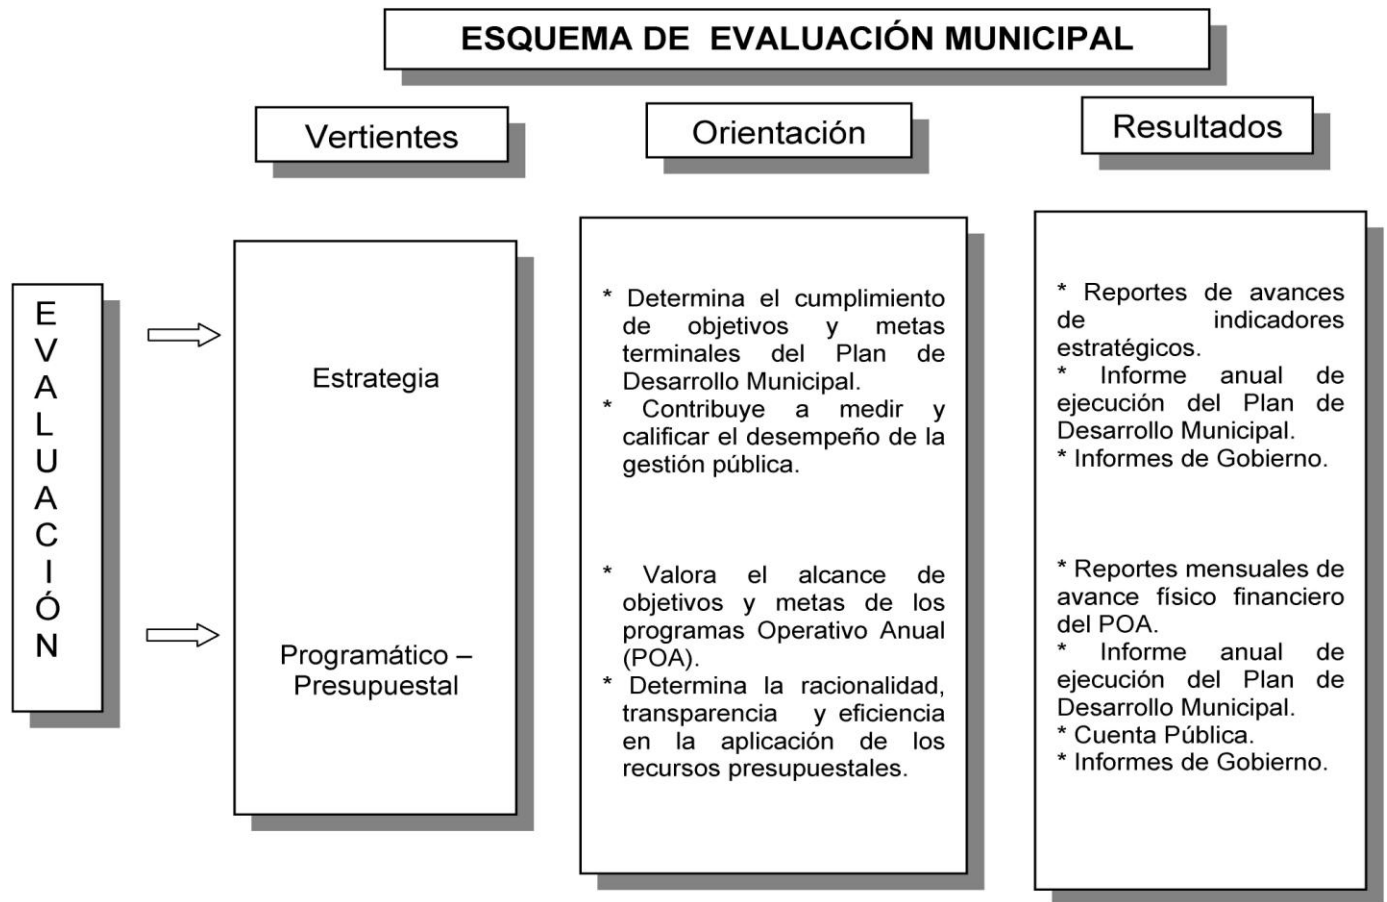 ESQUEMA DE EVALUACIÓN MUNICIPAL
Vertientes
Orientación
Resultados
EVALUACIÓN
Estrategia
* Determina el cumplimiento
de objetivos y metas
terminales del Plan de
Desarrollo Municipal.
* Contribuye a medir y
calificar el desempeño de la
gestión pública.
* Reportes de avances
de indicadores
estratégicos.
* Informe anual de
ejecución del Plan de
Desarrollo Municipal.
* Informes de Gobierno.
Programático –
Presupuestal
* Valora el alcance de
objetivos y metas de los
programas Operativo Anual
(POA).
* Determina la racionalidad,
transparencia y eficiencia
en la aplicación de los
recursos presupuestales.
* Reportes mensuales de
avance físico financiero
del POA.
* Informe anual de
ejecución del Plan de
Desarrollo Municipal.
* Cuenta Pública.
* Informes de Gobierno.